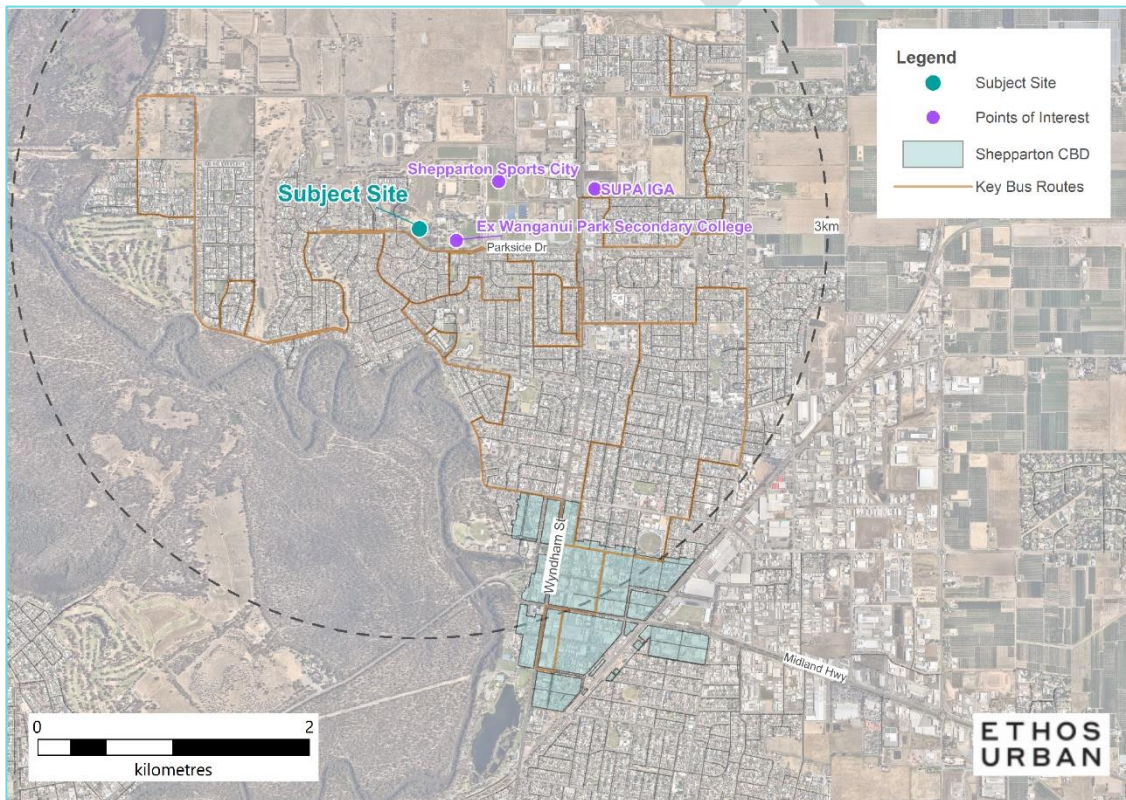 Legend
Subject Site
Points of Interest
Shepparton CBD
Key Bus Routes
Shepparton Sports City
Subject Site
SUPA IGA
Ex Wanganui Park Secondary College
Parkside Dr
3km
Wyndham St
Midland Hwy
0 2
kilometres
ETHOS
URBAN